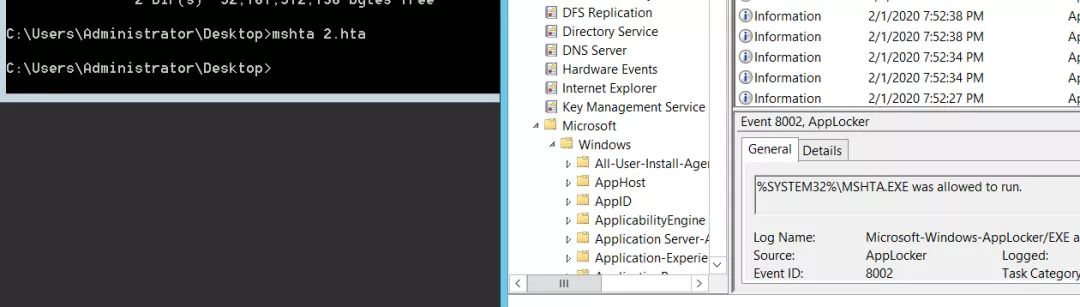 2 Dir(s)
bytes free
C:\Users\Administrator\Desktop>mshta 2.hta
C:\Users\Administrator\Desktop>
DFS Replication
Directory Service
DNS Server
Hardware Events
Internet Explorer
Key Management Service
Microsoft
Windows
All-User-Install-Age
AppHost
AppID
ApplicabilityEngine
Application Server-A
Application-Experie
Information 2/1/2020 7:52:38 PM Ap
Information 2/1/2020 7:52:38 PM Ap
Information 2/1/2020 7:52:34 PM Ap
Information 2/1/2020 7:52:34 PM Ap
Information 2/1/2020 7:52:27 PM Ap
Event 8002, AppLocker
General Details
%SYSTEM32%\MSHTA.EXE was allowed to run.
Log Name: Microsoft-Windows-AppLocker/EXE a
Source: AppLocker Logged:
Event ID: 8002 Task Category